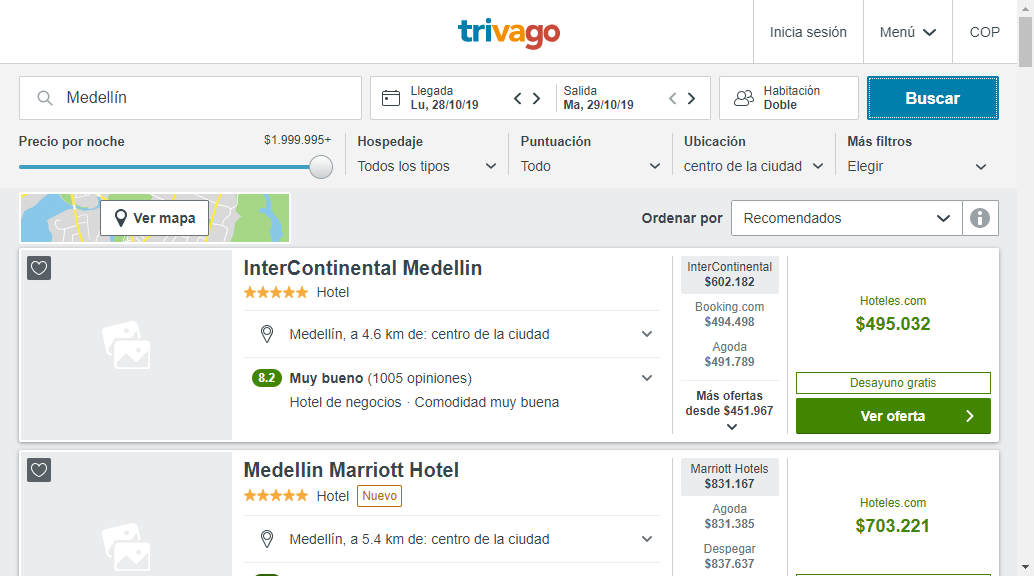 trivago
Inicia sesión
Menú
COP
Medellín
Llegada
Lu, 28/10/19
Salida
Ma, 29/10/19
Habitación
Doble
Buscar
Precio por noche
$1.999.995+
Hospedaje
Todos los tipos
Puntuación
Todo
Ubicación
centro de la ciudad
Más filtros
Elegir
Ver mapa
Ordenar por
Recomendados
InterContinental Medellin
Hotel
Medellín, a 4.6 km de: centro de la ciudad
8.2 Muy bueno (1005 opiniones)
Hotel de negocios · Comodidad muy buena
InterContinental
$602.182
Booking.com
$494.498
Agoda
$491.789
Más ofertas
desde $451.967
Hoteles.com
$495.032
Desayuno gratis
Ver oferta
Medellin Marriott Hotel
Hotel Nuevo
Medellín, a 5.4 km de: centro de la ciudad
Marriott Hotels
$831.167
Agoda
$831.385
Despegar
$837.637
Hoteles.com
$703.221